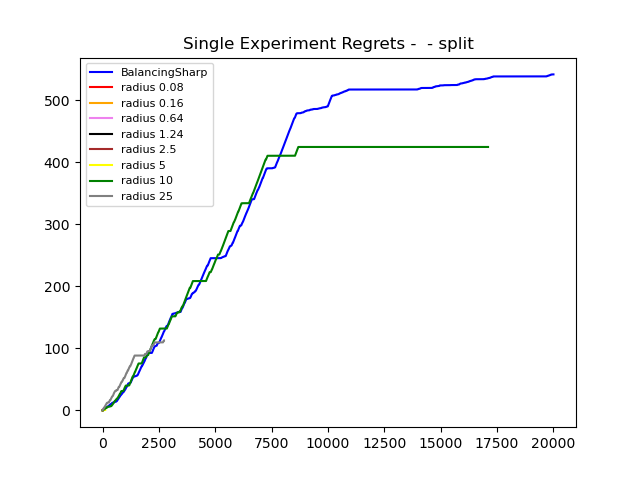 Single Experiment Regrets -  - split
BalancingSharp
radius 0.08
radius 0.16
radius 0.64
radius 1.24
radius 2.5
radius 5
radius 10
radius 25
500
400
300
200
100
0
0 2500 5000 7500 10000 12500 15000 17500 20000